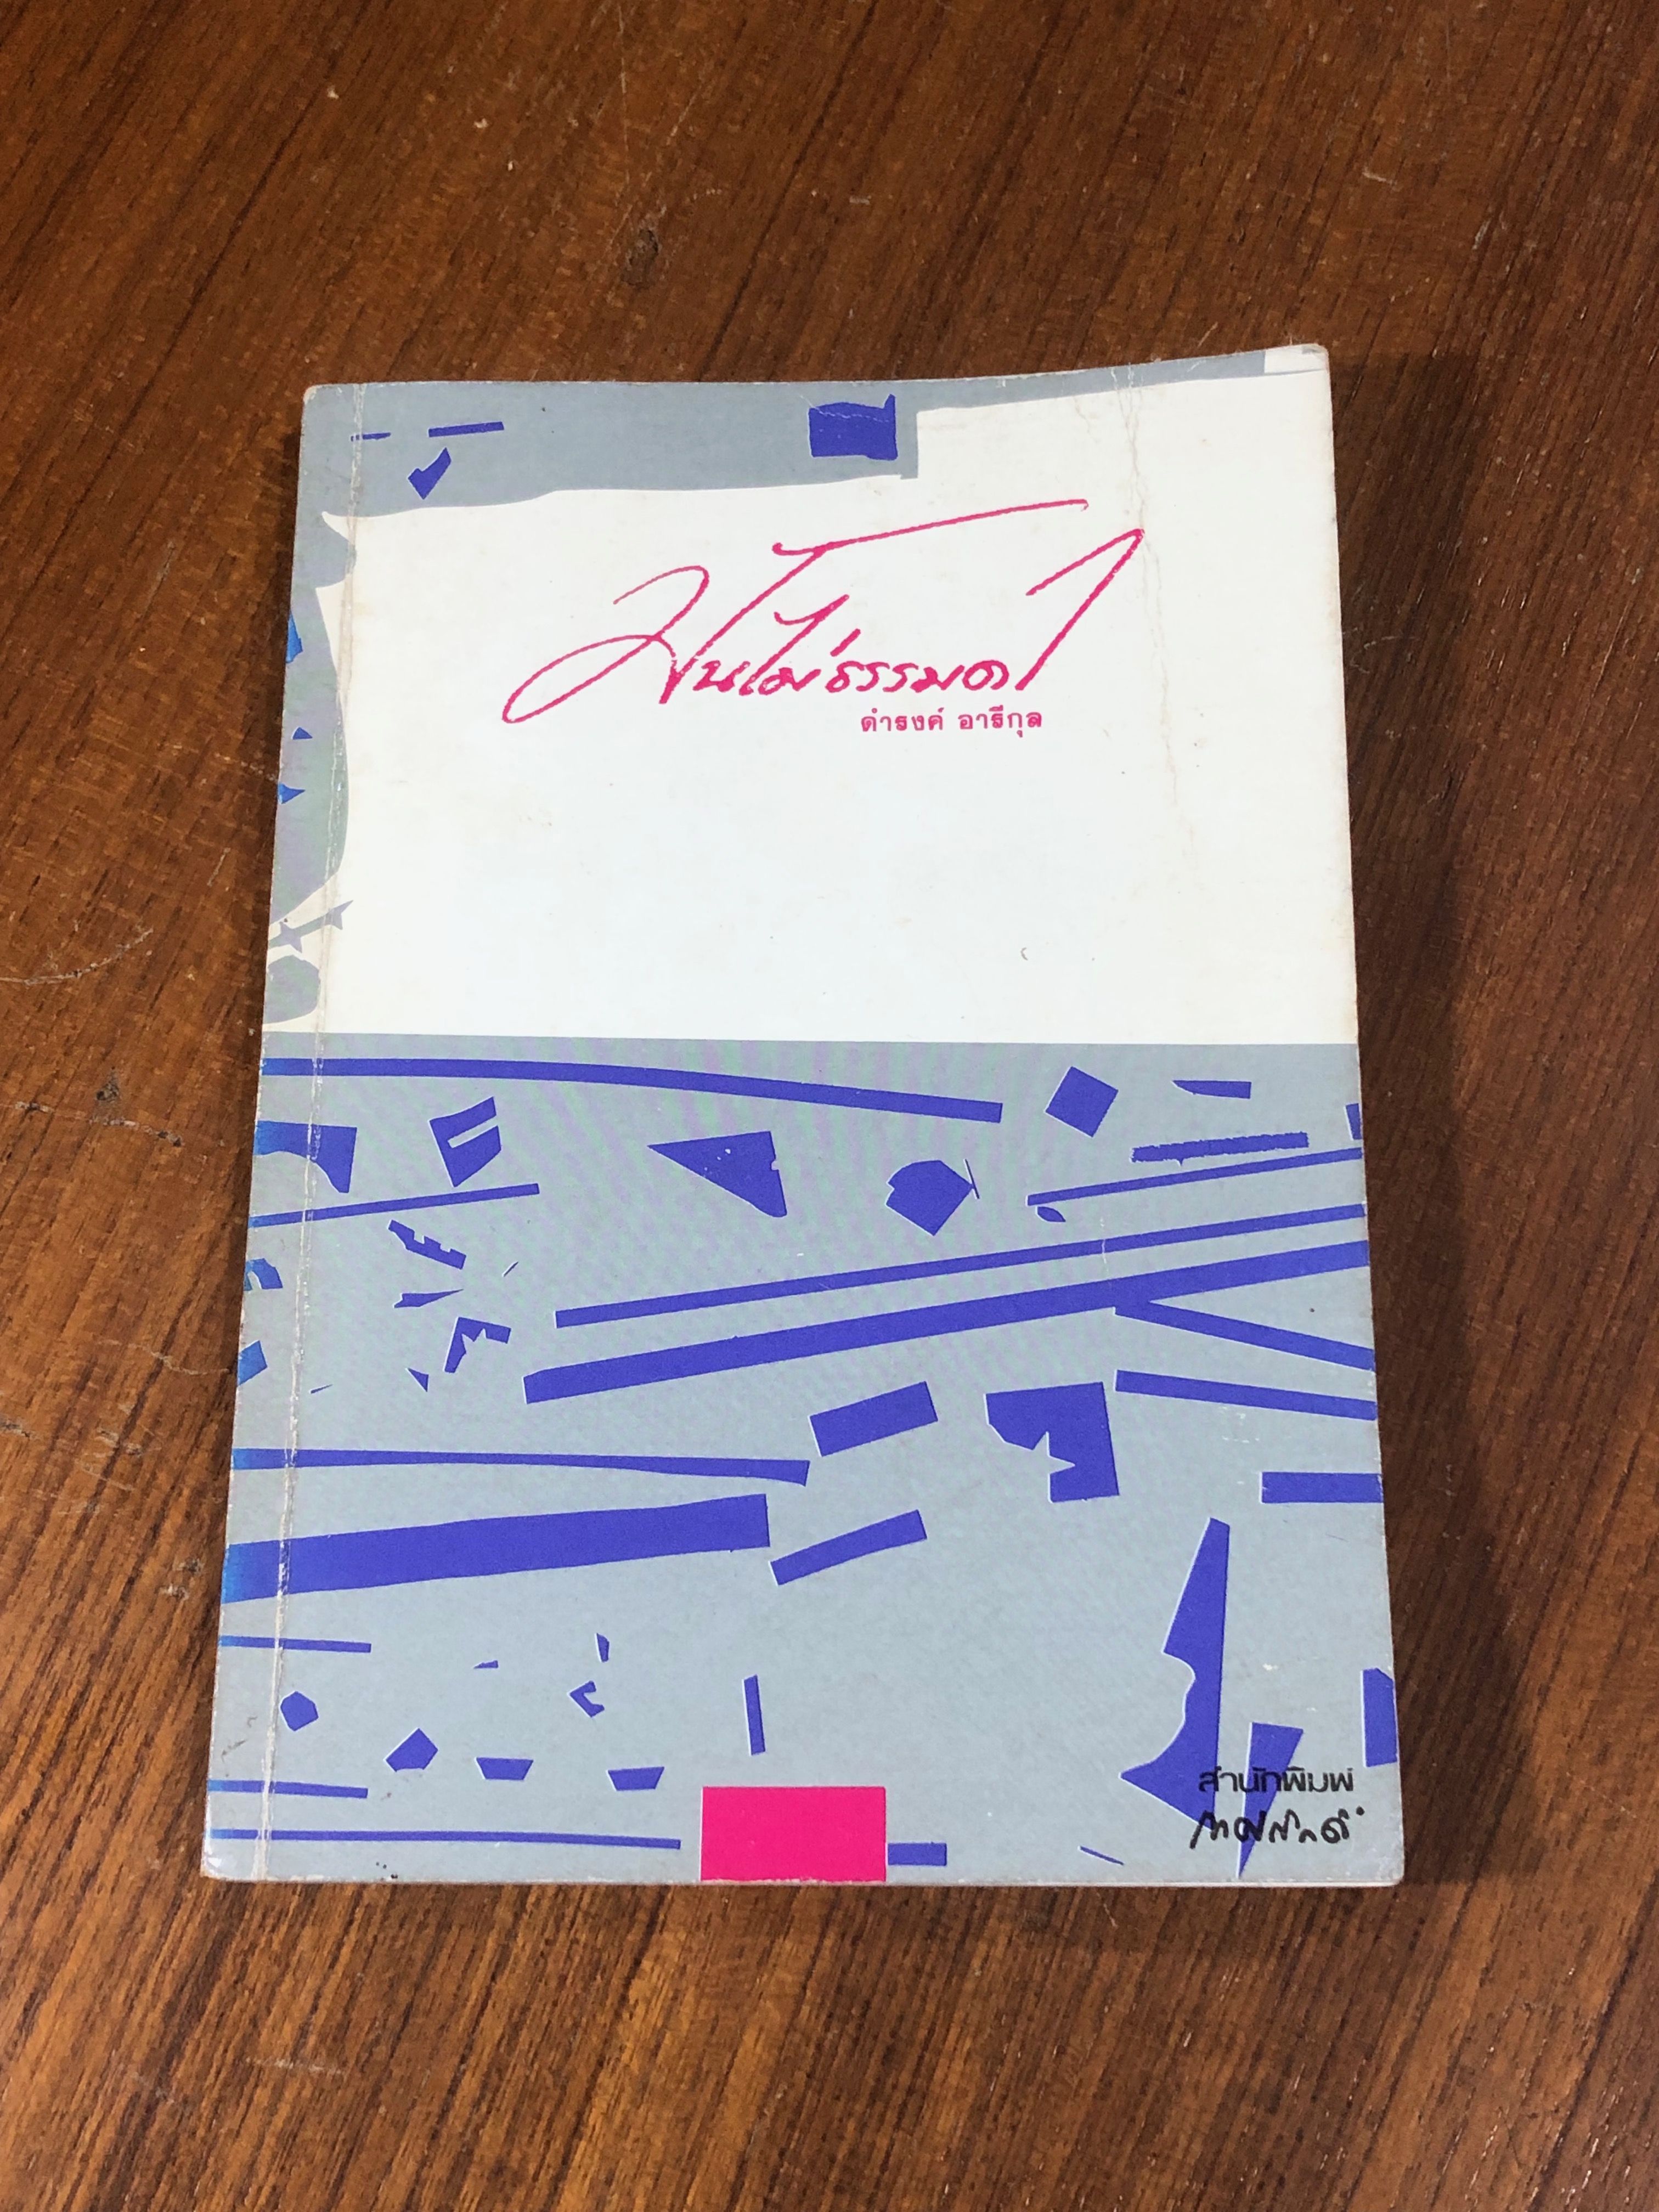 มันไม่ธรรมดา
ดำรงค์ อารีกุล
สำนักพิมพ์